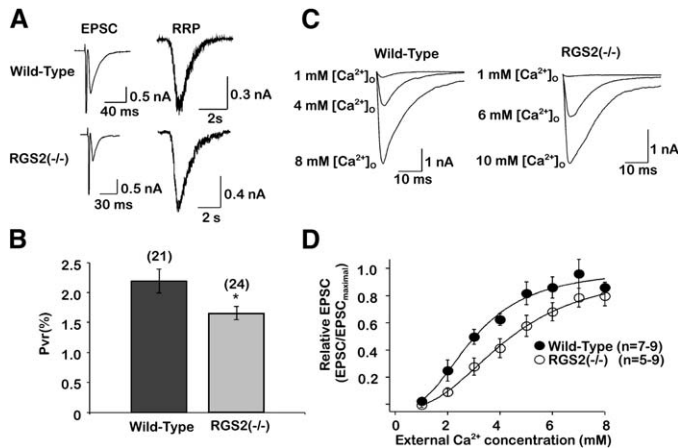 A
EPSC
RRP
Wild-Type
0.5 nA
40 ms
0.3 nA
2s
RGS2(-/-)
0.5 nA
30 ms
0.4 nA
2 s
B
(21)
(24)
*
2.5
2.0
1.5
1.0
0.5
0
Pvr(%)
Wild-Type
RGS2(-/-)
C
Wild-Type
RGS2(-/-)
1 mM [Ca²⁺]o
4 mM [Ca²⁺]o
8 mM [Ca²⁺]o
1 nA
10 ms
1 mM [Ca²⁺]o
6 mM [Ca²⁺]o
10 mM [Ca²⁺]o
1 nA
10 ms
D
Relative EPSC
(EPSC/EPSCmaximal)
1.0
0.8
0.6
0.4
0.2
Wild-Type (n=7-9)
RGS2(-/-) (n=5-9)
0
2
4
6
8
External Ca²⁺ concentration (mM)